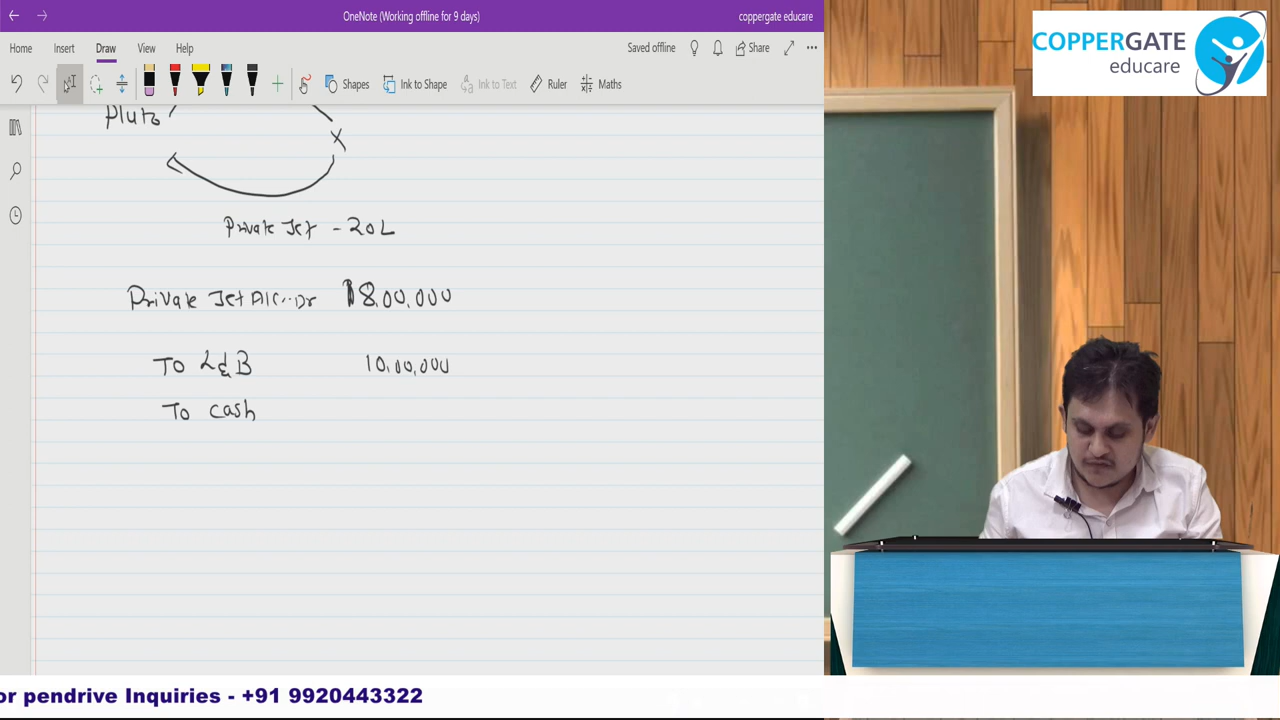 OneNote (Working offline for 9 days)
coppergate educare
Home Insert Draw View Help
Saved offline
Share
Shapes
Ink to Shape
Ink to Text
Ruler
Maths
COPPERGATE
educare
Pluto
X
Private Jet - 20L
Private Jet A/c..Dr 18,00,000
To L&B 10,00,000
To cash
or pendrive Inquiries - +91 9920443322